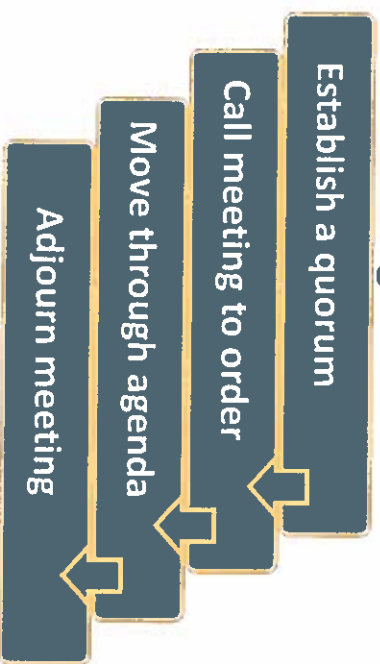 Establish a quorum
Call meeting to order
Move through agenda
Adjourn meeting